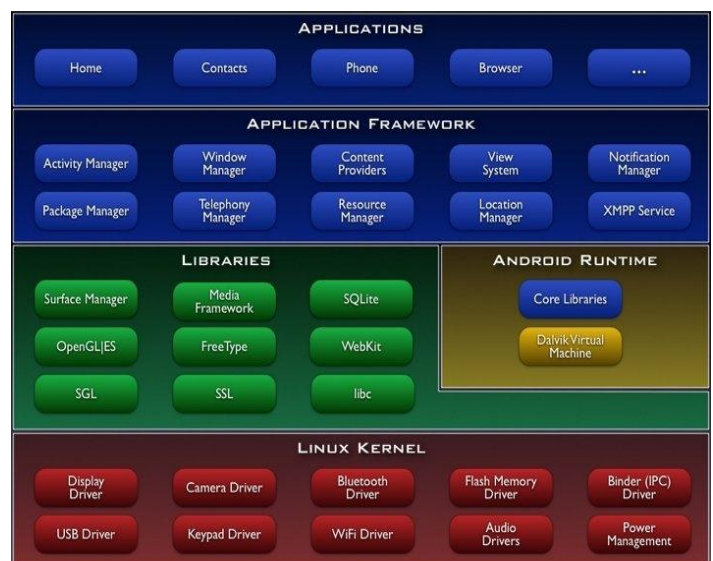 APPLICATIONS
Home
Contacts
Phone
Browser
...
APPLICATION FRAMEWORK
Activity Manager
Window
Manager
Content
Providers
View
System
Notification
Manager
Package Manager
Telephony
Manager
Resource
Manager
Location
Manager
XMPP Service
LIBRARIES
Surface Manager
Media
Framework
SQLite
OpenGL|ES
FreeType
WebKit
SGL
SSL
libc
ANDROID RUNTIME
Core Libraries
Dalvik Virtual
Machine
LINUX KERNEL
Display
Driver
Camera Driver
Bluetooth
Driver
Flash Memory
Driver
Binder (IPC)
Driver
USB Driver
Keypad Driver
WiFi Driver
Audio
Drivers
Power
Management